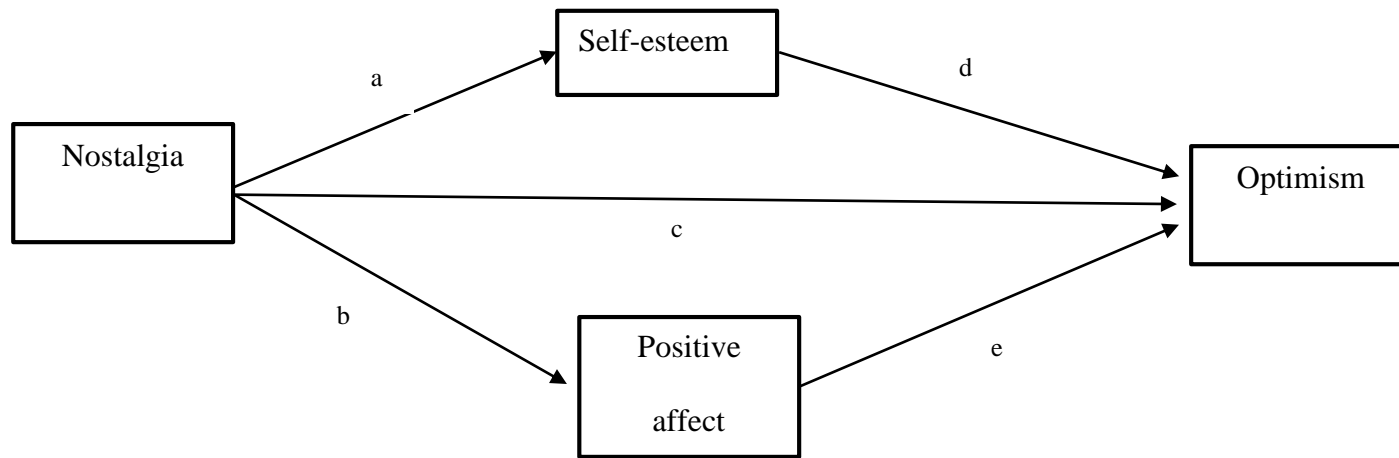 Self-esteem
a
d
Nostalgia
Optimism
c
b
Positive
affect
e